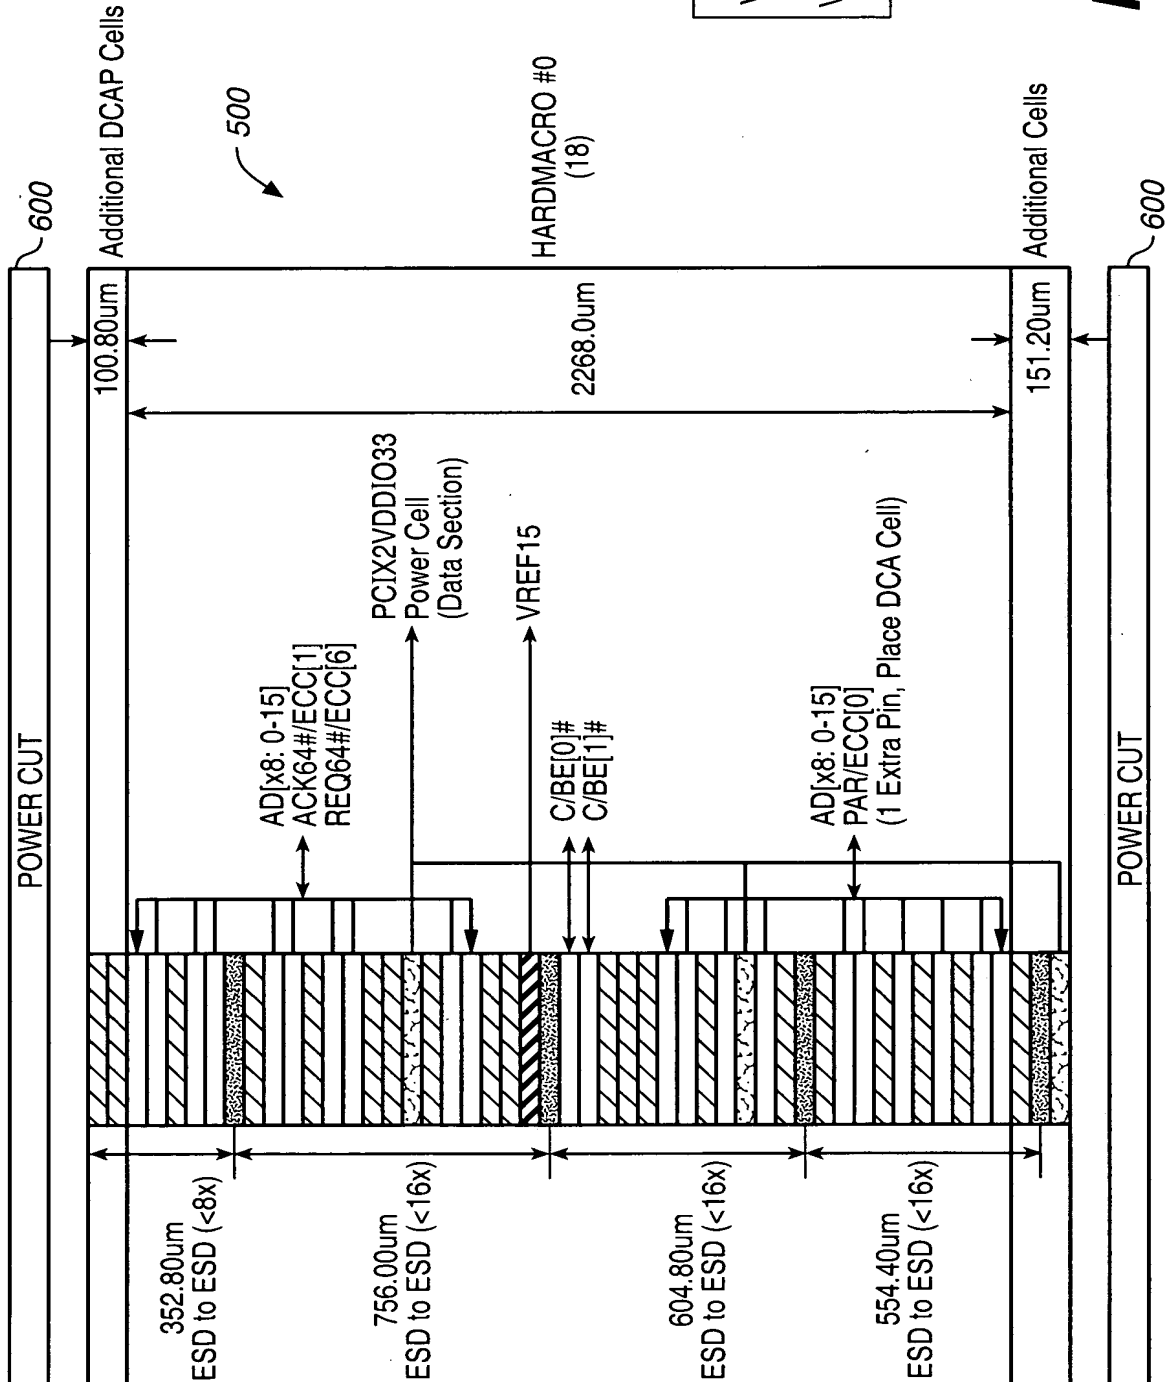 600
POWER CUT
Additional DCAP Cells
100.80um
500
HARDMACRO #0
(18)
2268.0um
AD[x8: 0-15]
ACK64#/ECC[1]
REQ64#/ECC[6]
PCIX2VDDIO33
Power Cell
(Data Section)
VREF15
C/BE[0]#
C/BE[1]#
AD[x8: 0-15]
PAR/ECC[0]
(1 Extra Pin, Place DCA Cell)
352.80um
ESD to ESD (<8x)
756.00um
ESD to ESD (<16x)
604.80um
ESD to ESD (<16x)
554.40um
ESD to ESD (<16x)
Additional Cells
151.20um
POWER CUT
600